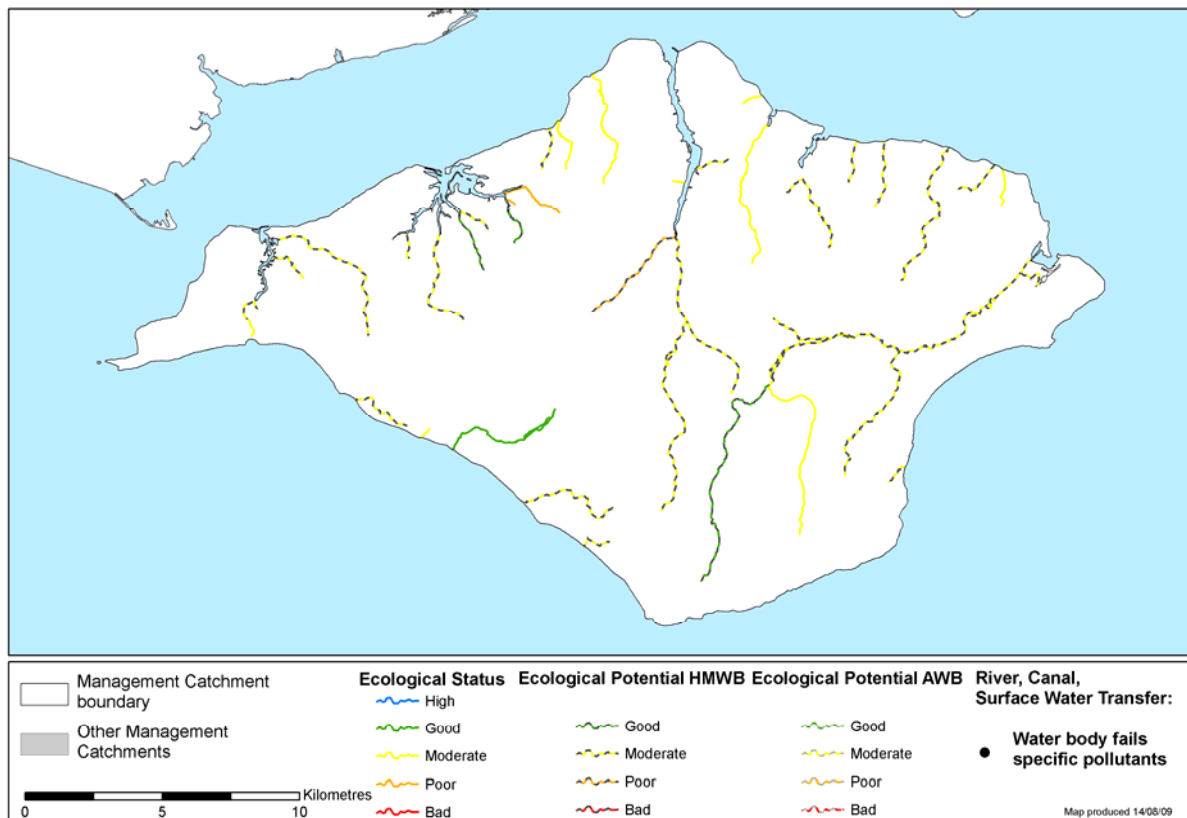 Management Catchment
boundary
Other Management
Catchments
0 5 10
Kilometres
Ecological Status
High
Good
Moderate
Poor
Bad
Ecological Potential HMWB
Good
Moderate
Poor
Bad
Ecological Potential AWB
Good
Moderate
Poor
Bad
River, Canal,
Surface Water Transfer:
Water body fails
specific pollutants
Map produced 14/08/09